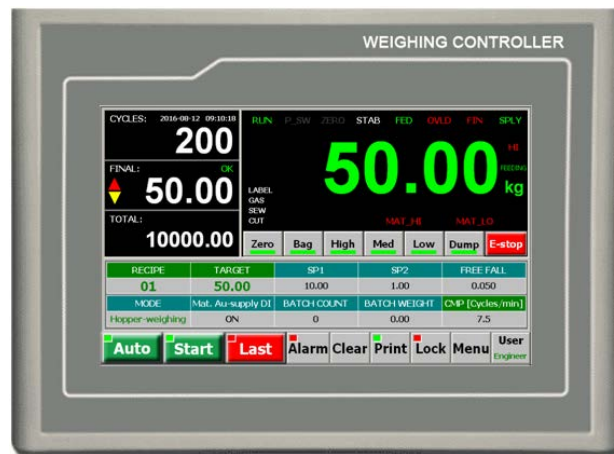 WEIGHING CONTROLLER
CYCLES: 2016-08-12 09:10:18
200
RUN P_SW ZERO STAB FED OVLD FIN SPLY
FINAL: OK
50.00
TOTAL:
10000.00
LABEL
GAS
SEW
CUT
50.00
HI
FEEDING
kg
MAT_HI MAT_LO
Zero Bag High Med Low Dump E-stop
RECIPE TARGET SP1 SP2 FREE FALL
01 50.00 10.00 1.00 0.050
MODE Mat. Au-supply DI BATCH COUNT BATCH WEIGHT CMP [Cycles/min]
Hopper-weighing ON 0 0.00 7.5
Auto Start Last Alarm Clear Print Lock Menu User
Engineer